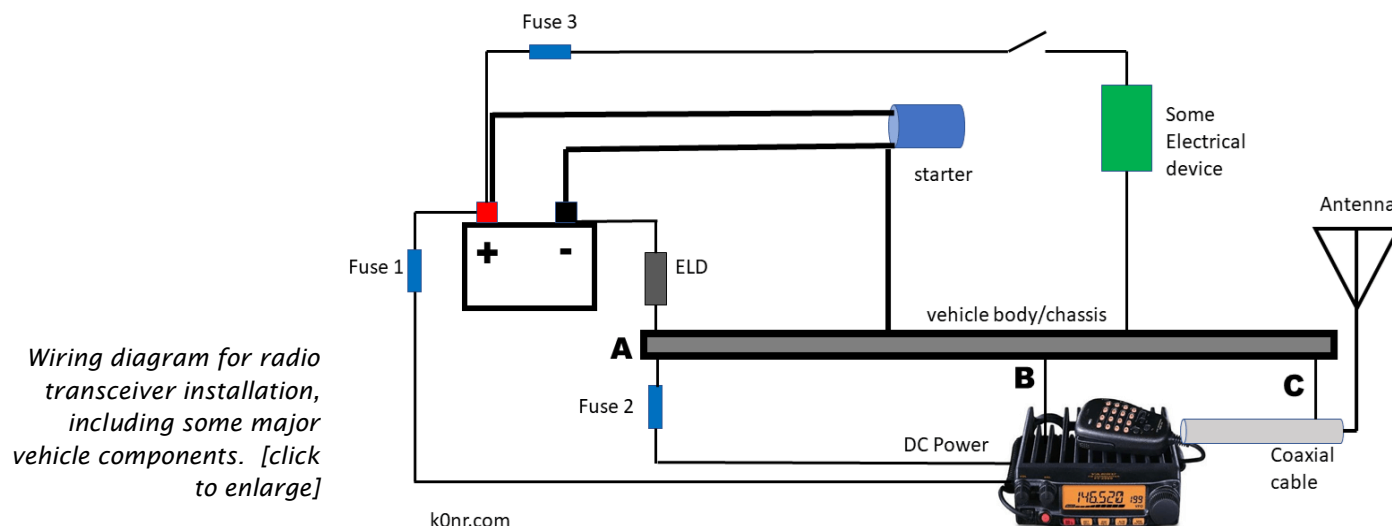 Fuse 3
Some
Electrical
device
starter
Antenna
+
-
Fuse 1
ELD
vehicle body/chassis
A
B
C
Wiring diagram for radio
transceiver installation,
including some major
vehicle components. [click
to enlarge]
Fuse 2
DC Power
Coaxial
cable
146.520
199
k0nr.com